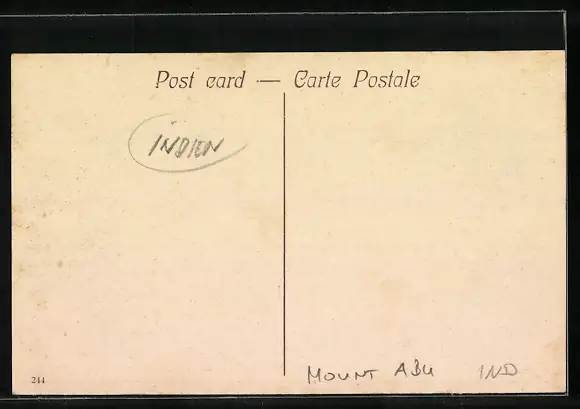 Post card — Carte Postale
INDIEN
244
MOUNT ABU IND